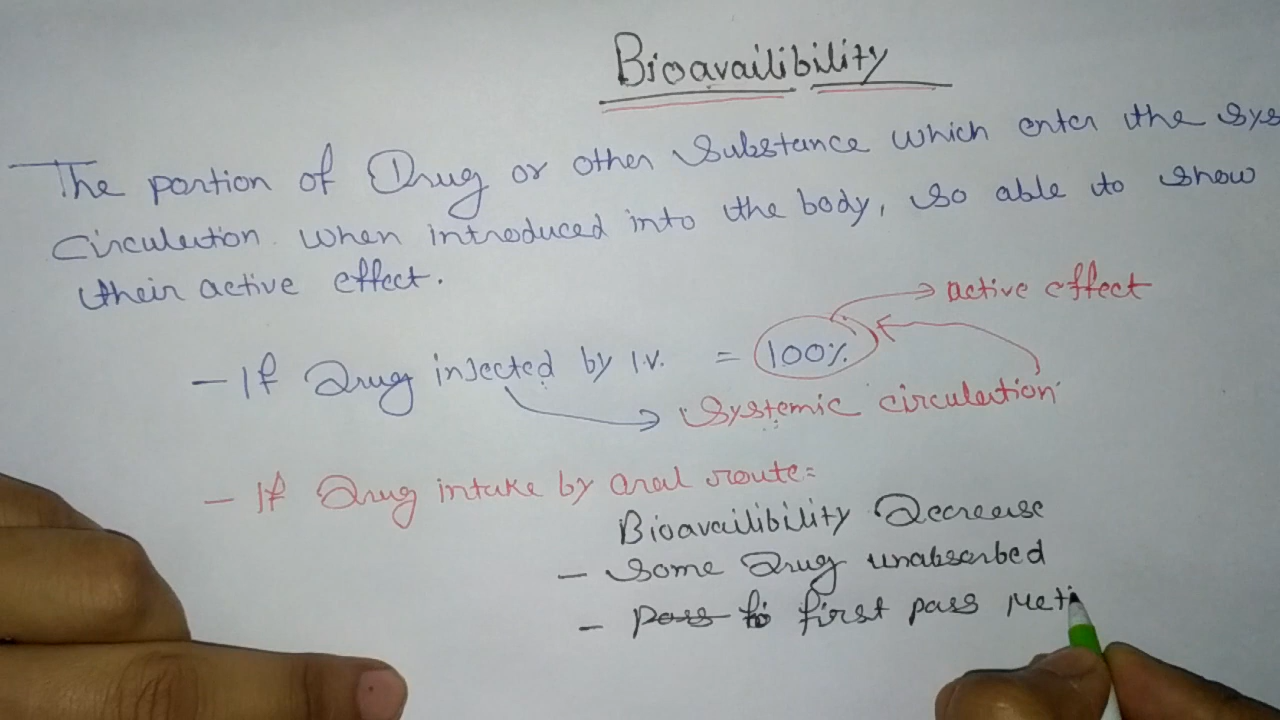 Bioavailibility
The portion of Drug or other Substance which enter the Sys
Circulation when introduced into the body, so able to show
their active effect.
active effect
- If Drug injected by I.V. = 100%
Systemic circulation
- If Drug intake by oral route=
Bioavailibility Decrease
- Some Drug unabsorbed
- Pass to first pass Met